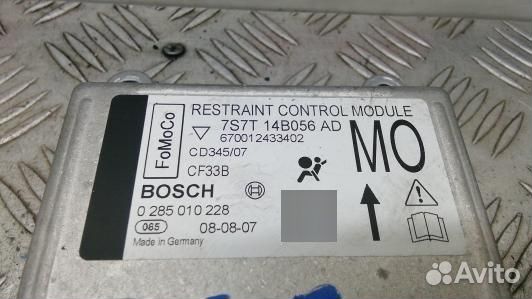 FoMoCo
RESTRAINT CONTROL MODULE
7S7T 14B056 AD
670012433402
CD345/07
CF33B
MO
BOSCH
0 285 010 228
065 08-08-07
Made in Germany
Avito